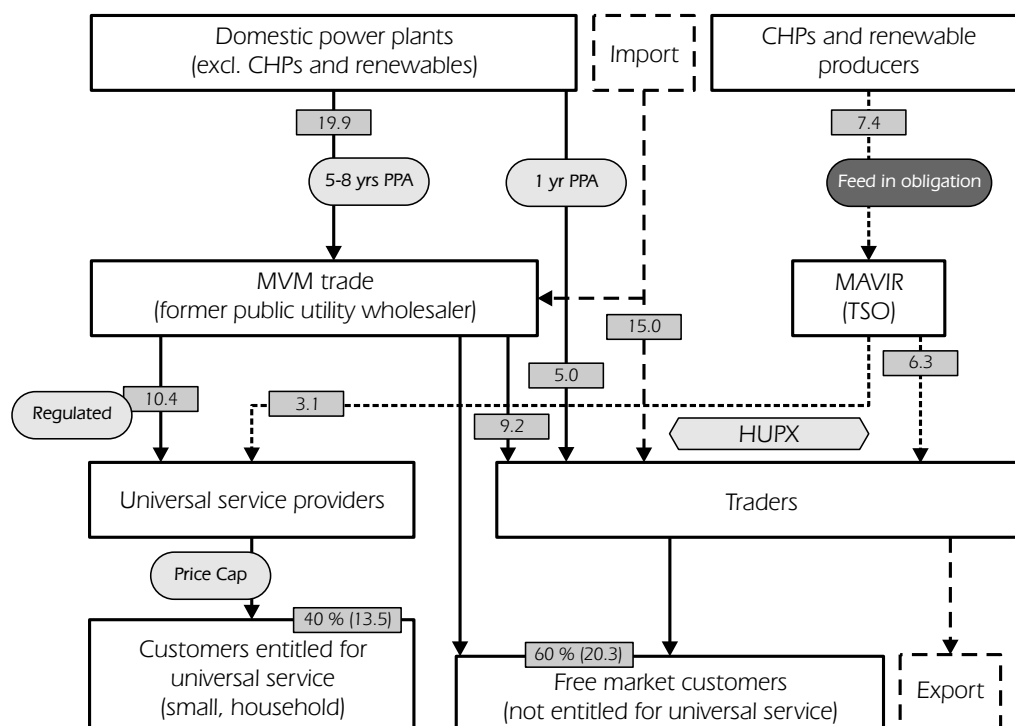 Domestic power plants
(excl. CHPs and renewables)
Import
CHPs and renewable
producers
19.9
7.4
5-8 yrs PPA
1 yr PPA
Feed in obligation
MVM trade
(former public utility wholesaler)
MAVIR
(TSO)
15.0
6.3
5.0
10.4
Regulated
3.1
9.2
HUPX
Universal service providers
Traders
Price Cap
40 % (13.5)
Customers entitled for
universal service
(small, household)
60 % (20.3)
Free market customers
(not entitled for universal service)
Export